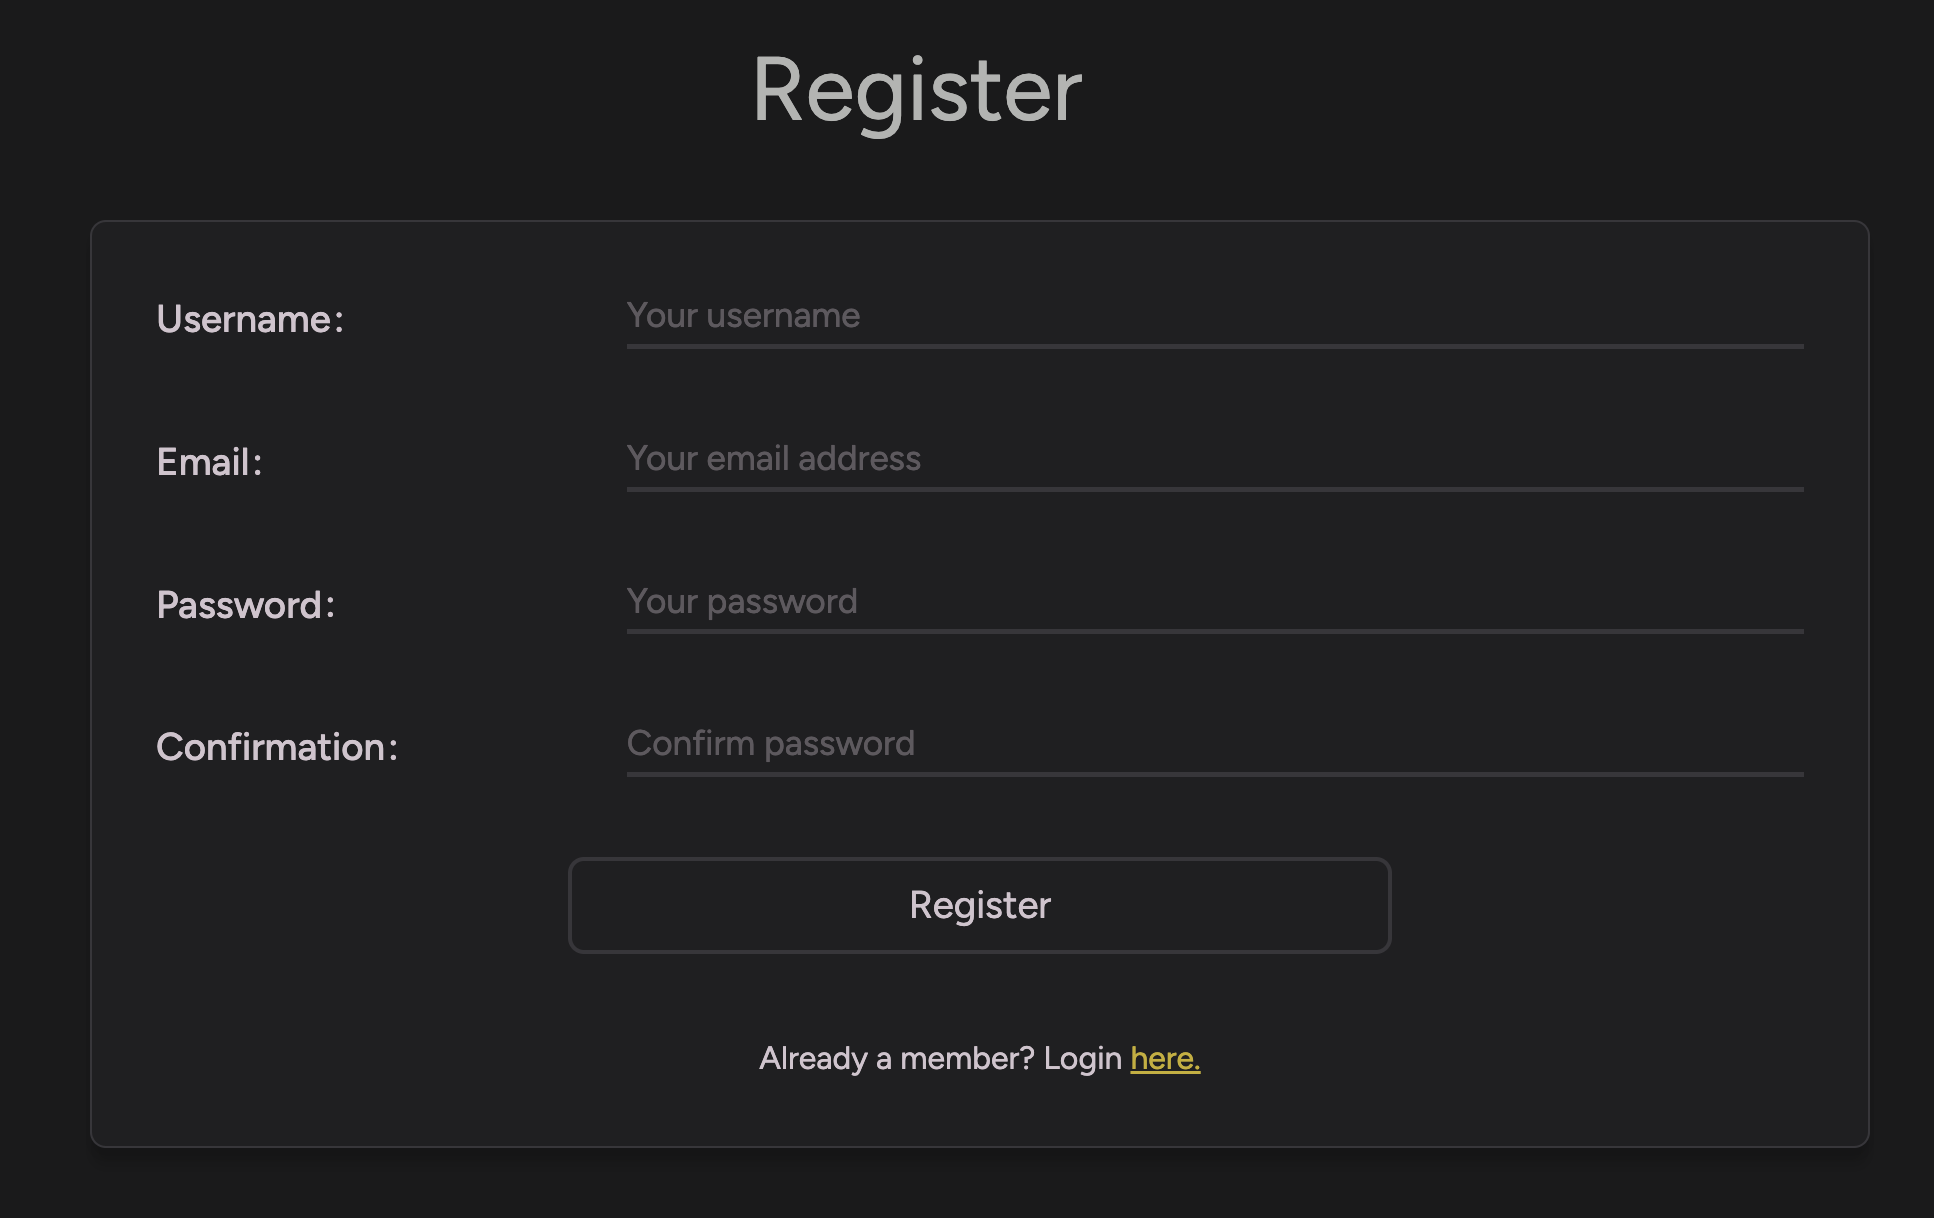 Register
Username: Your username
Email: Your email address
Password: Your password
Confirmation: Confirm password
Register
Already a member? Login here.